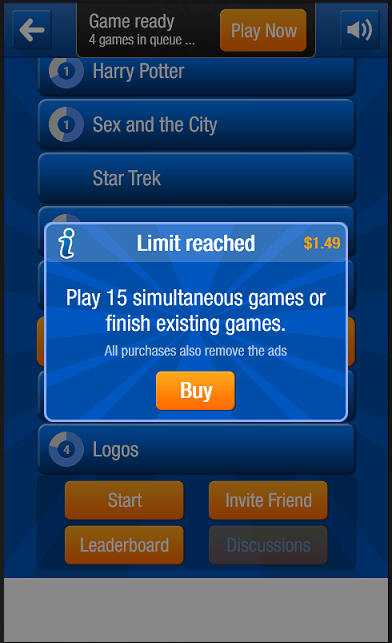 Game ready
4 games in queue ...
Play Now
1
Harry Potter
1
Sex and the City
Star Trek
Limit reached
$1.49
Play 15 simultaneous games or
finish existing games.
All purchases also remove the ads
Buy
4
Logos
Start
Invite Friend
Leaderboard
Discussions